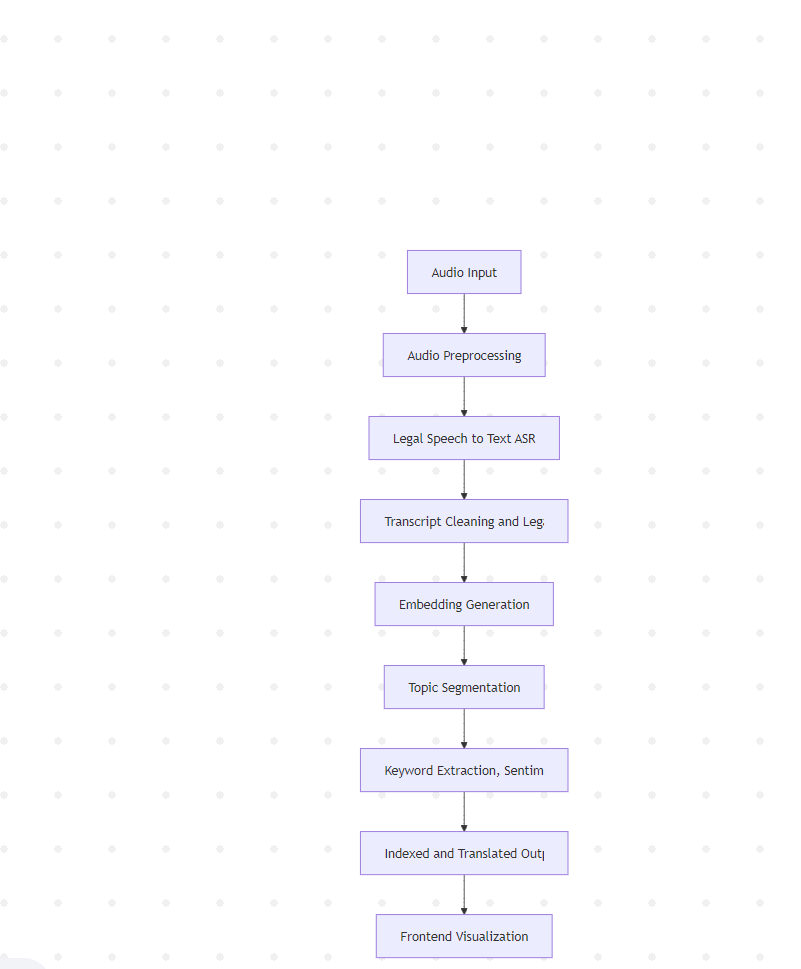 Audio Input
Audio Preprocessing
Legal Speech to Text ASR
Transcript Cleaning and
Embedding Generation
Topic Segmentation
Keyword Extraction,
Indexed and Translated
Frontend Visualization